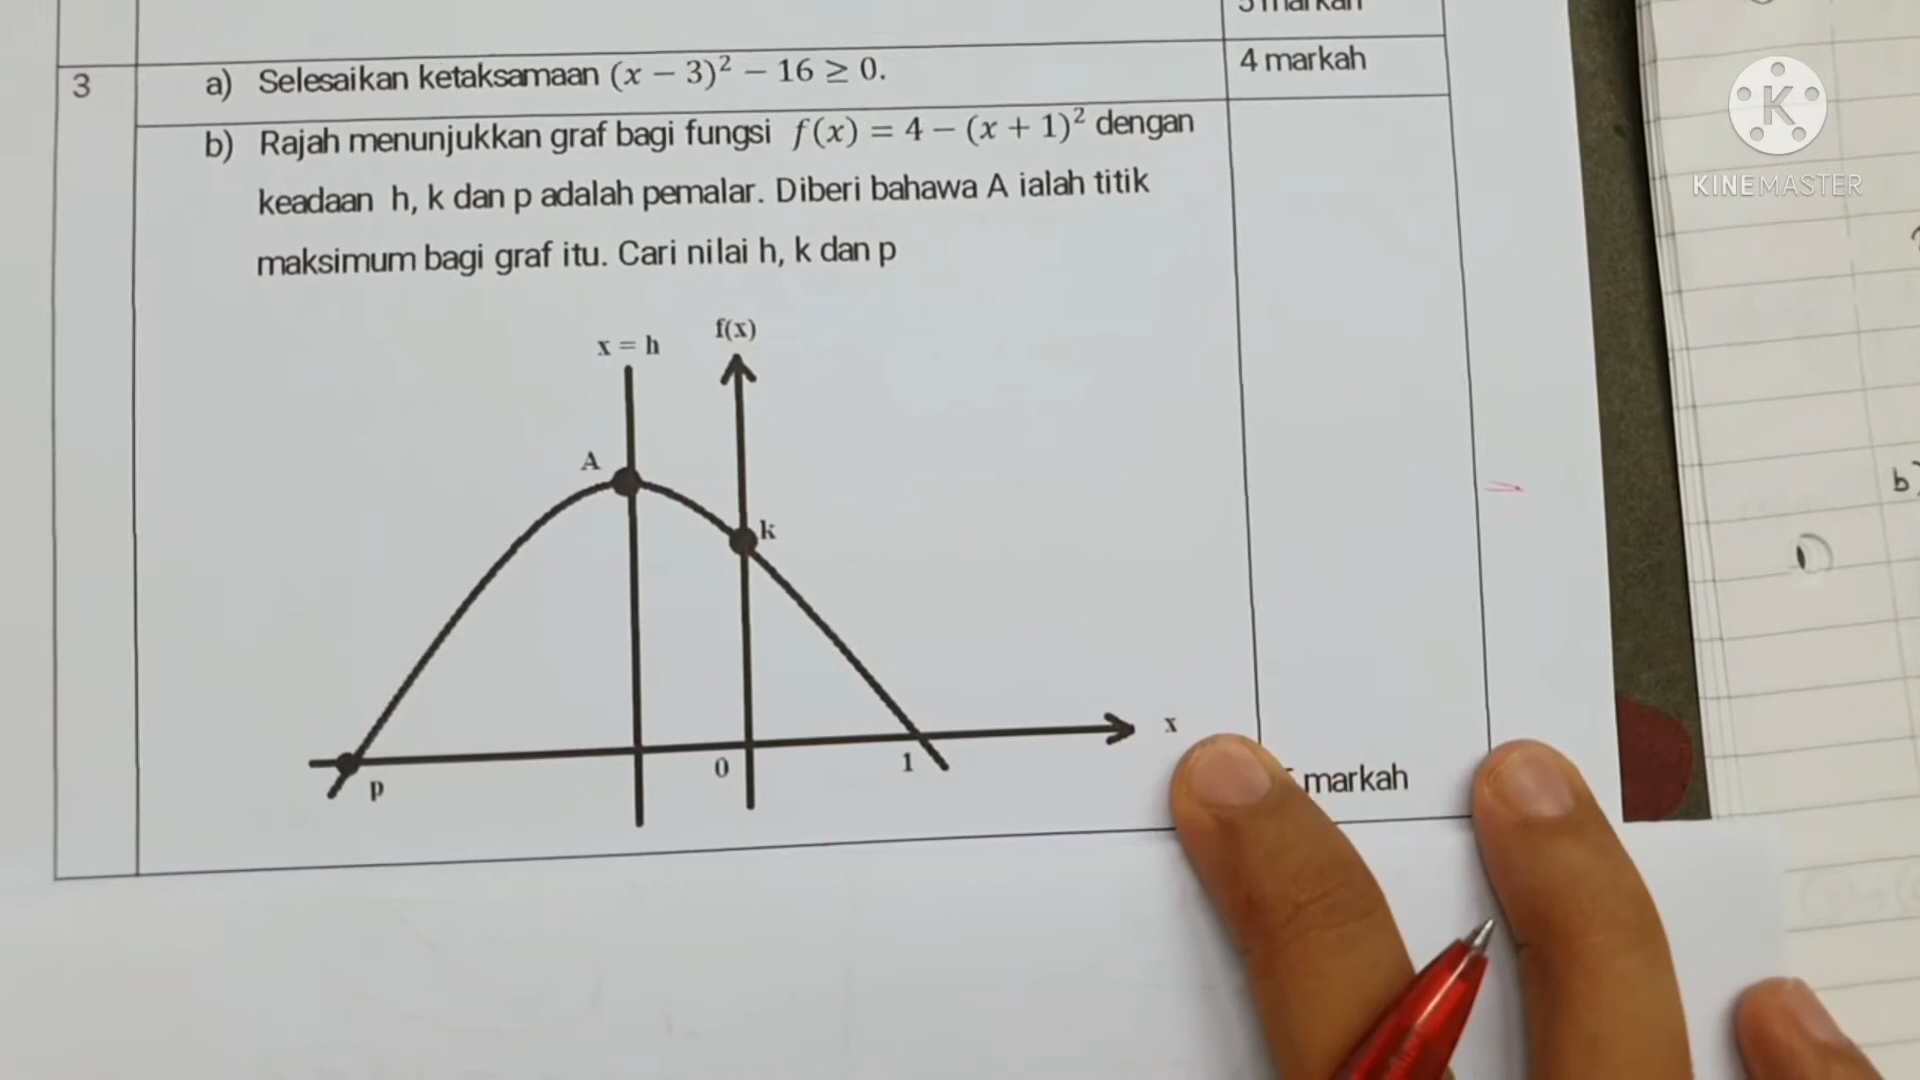 markah
3
a) Selesaikan ketaksamaan (x − 3)² − 16 ≥ 0.
4 markah
b) Rajah menunjukkan graf bagi fungsi f(x) = 4 − (x + 1)² dengan
keadaan h, k dan p adalah pemalar. Diberi bahawa A ialah titik
maksimum bagi graf itu. Cari nilai h, k dan p
x = h
f(x)
A
k
x
p
0
1
markah
K
KINEMASTER
b)